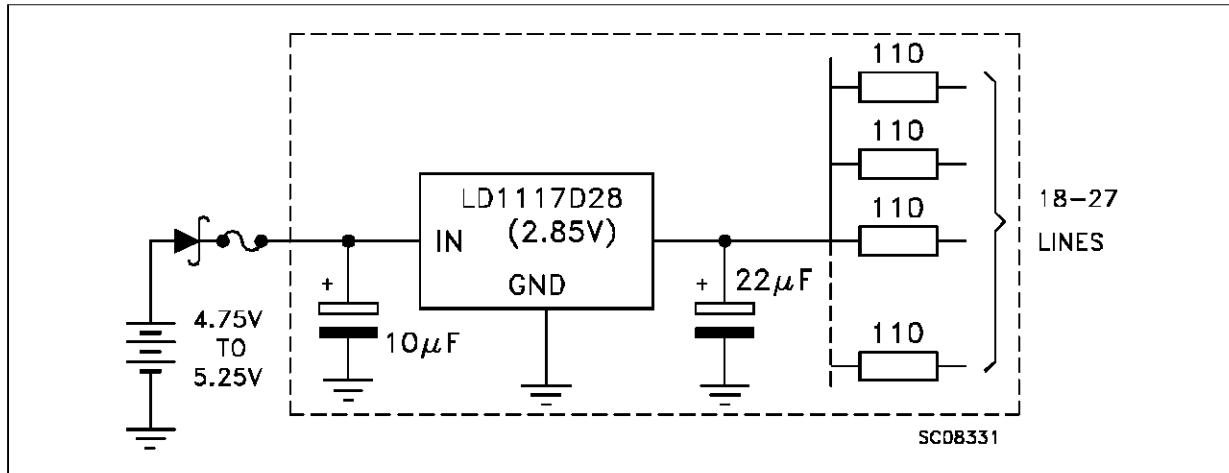 110
110
LD1117D28
(2.85V)
IN
GND
110
18-27
LINES
+
+
22μF
4.75V
TO
5.25V
10μF
110
SC08331